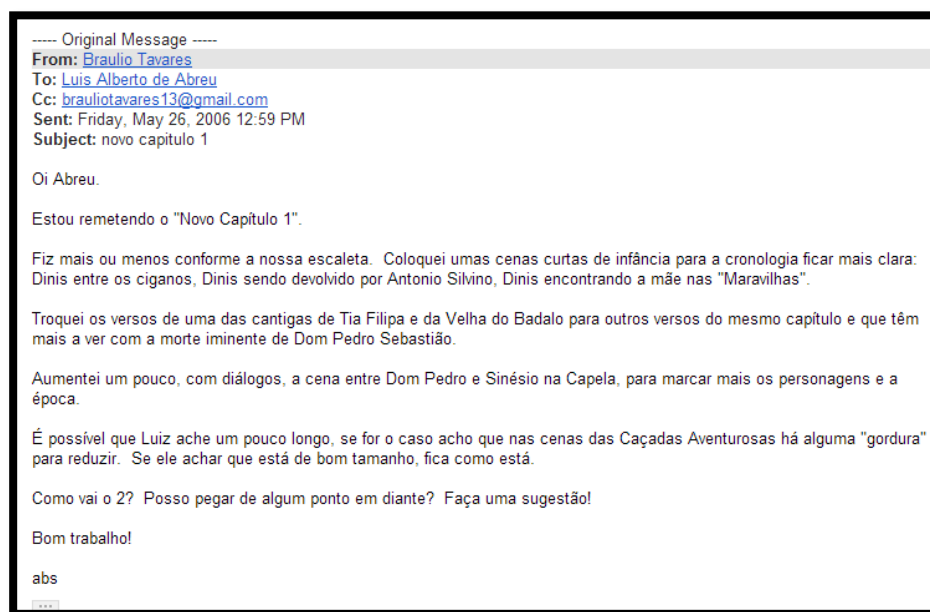 ----- Original Message -----
From: Braulio Tavares
To: Luis Alberto de Abreu
Cc: brauliotavares13@gmail.com
Sent: Friday, May 26, 2006 12:59 PM
Subject: novo capitulo 1
Oi Abreu.
Estou remetendo o "Novo Capítulo 1".
Fiz mais ou menos conforme a nossa escaleta.  Coloquei umas cenas curtas de infância para a cronologia ficar mais clara:
Dinis entre os ciganos, Dinis sendo devolvido por Antonio Silvino, Dinis encontrando a mãe nas "Maravilhas".
Troquei os versos de uma das cantigas de Tia Filipa e da Velha do Badalo para outros versos do mesmo capítulo e que têm
mais a ver com a morte iminente de Dom Pedro Sebastião.
Aumentei um pouco, com diálogos, a cena entre Dom Pedro e Sinésio na Capela, para marcar mais os personagens e a
época.
É possível que Luiz ache um pouco longo, se for o caso acho que nas cenas das Caçadas Aventurosas há alguma "gordura"
para reduzir.  Se ele achar que está de bom tamanho, fica como está.
Como vai o 2?  Posso pegar de algum ponto em diante?  Faça uma sugestão!
Bom trabalho!
abs
...